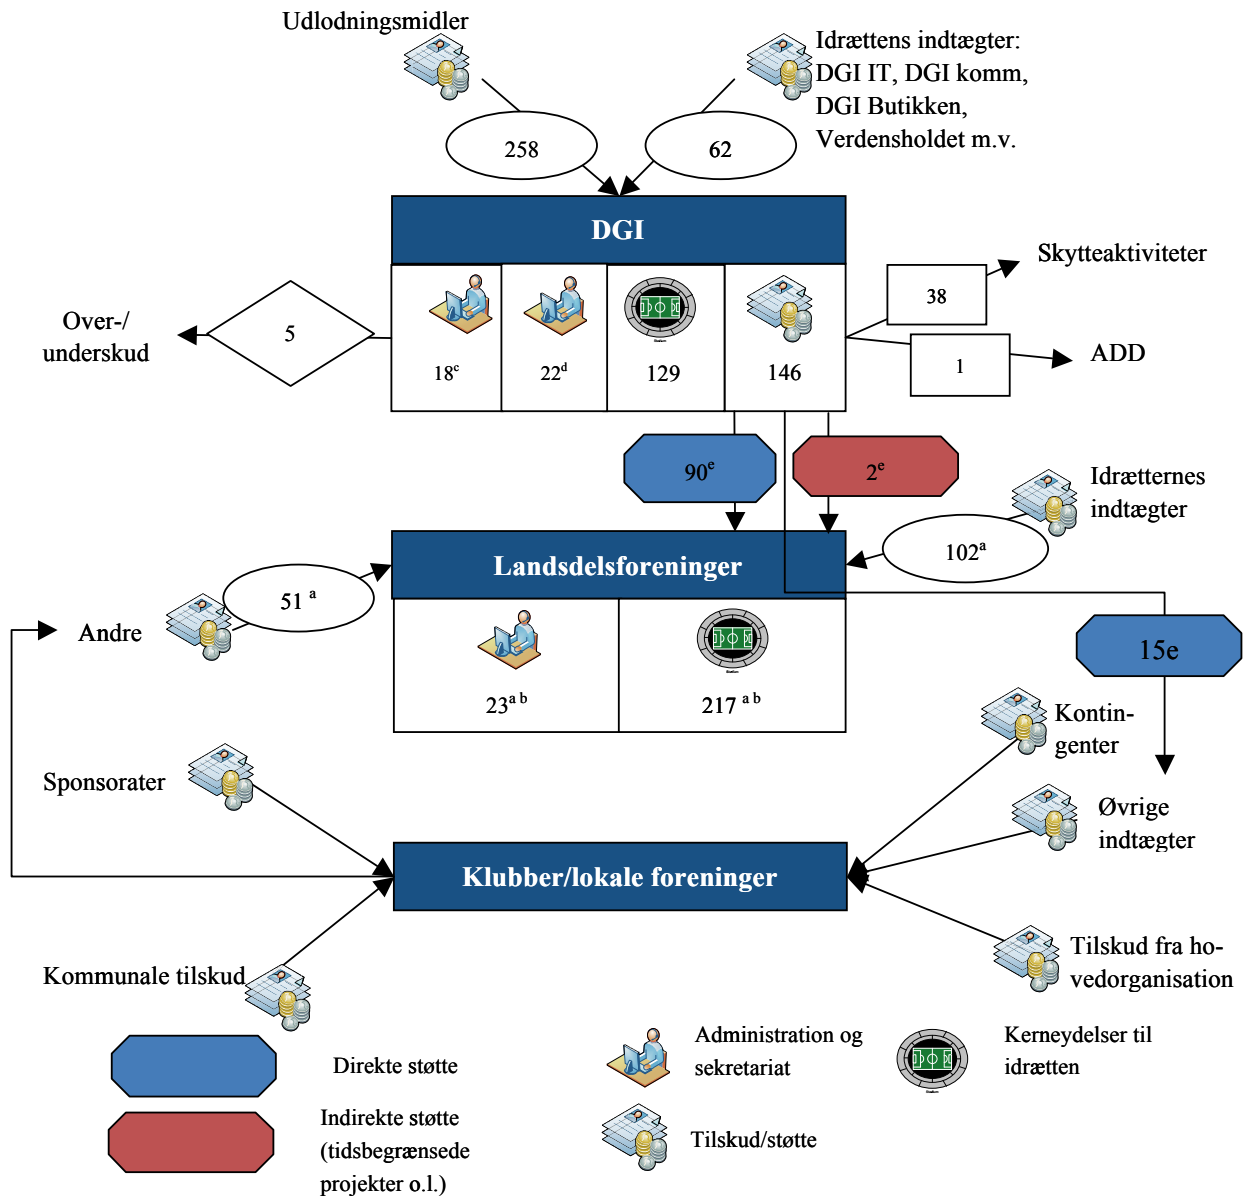 Udlodningsmidler
Idrættens indtægter:
DGI IT, DGI komm,
DGI Butikken,
Verdensholdet m.v.
258
62
DGI
Skytteaktiviteter
38
Over-/
underskud
5
18c
22d
129
146
1
ADD
90e
2e
Idrætternes
indtægter
102a
Landsdelsforeninger
51 a
Andre
23a b
217 a b
15e
Kontin-
genter
Sponsorater
Øvrige
indtægter
Klubber/lokale foreninger
Kommunale tilskud
Tilskud fra ho-
vedorganisation
Direkte støtte
Administration og
sekretariat
Kerneydelser til
idrætten
Indirekte støtte
(tidsbegrænsede
projekter o.l.)
Tilskud/støtte